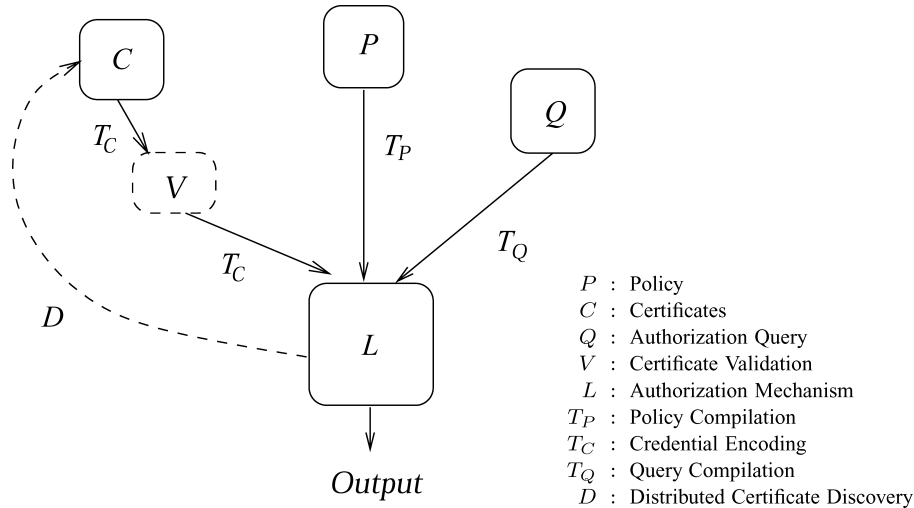 C
P
Q
T_C
T_P
V
T_C
T_Q
D
L
Output
P : Policy
C : Certificates
Q : Authorization Query
V : Certificate Validation
L : Authorization Mechanism
T_P : Policy Compilation
T_C : Credential Encoding
T_Q : Query Compilation
D : Distributed Certificate Discovery